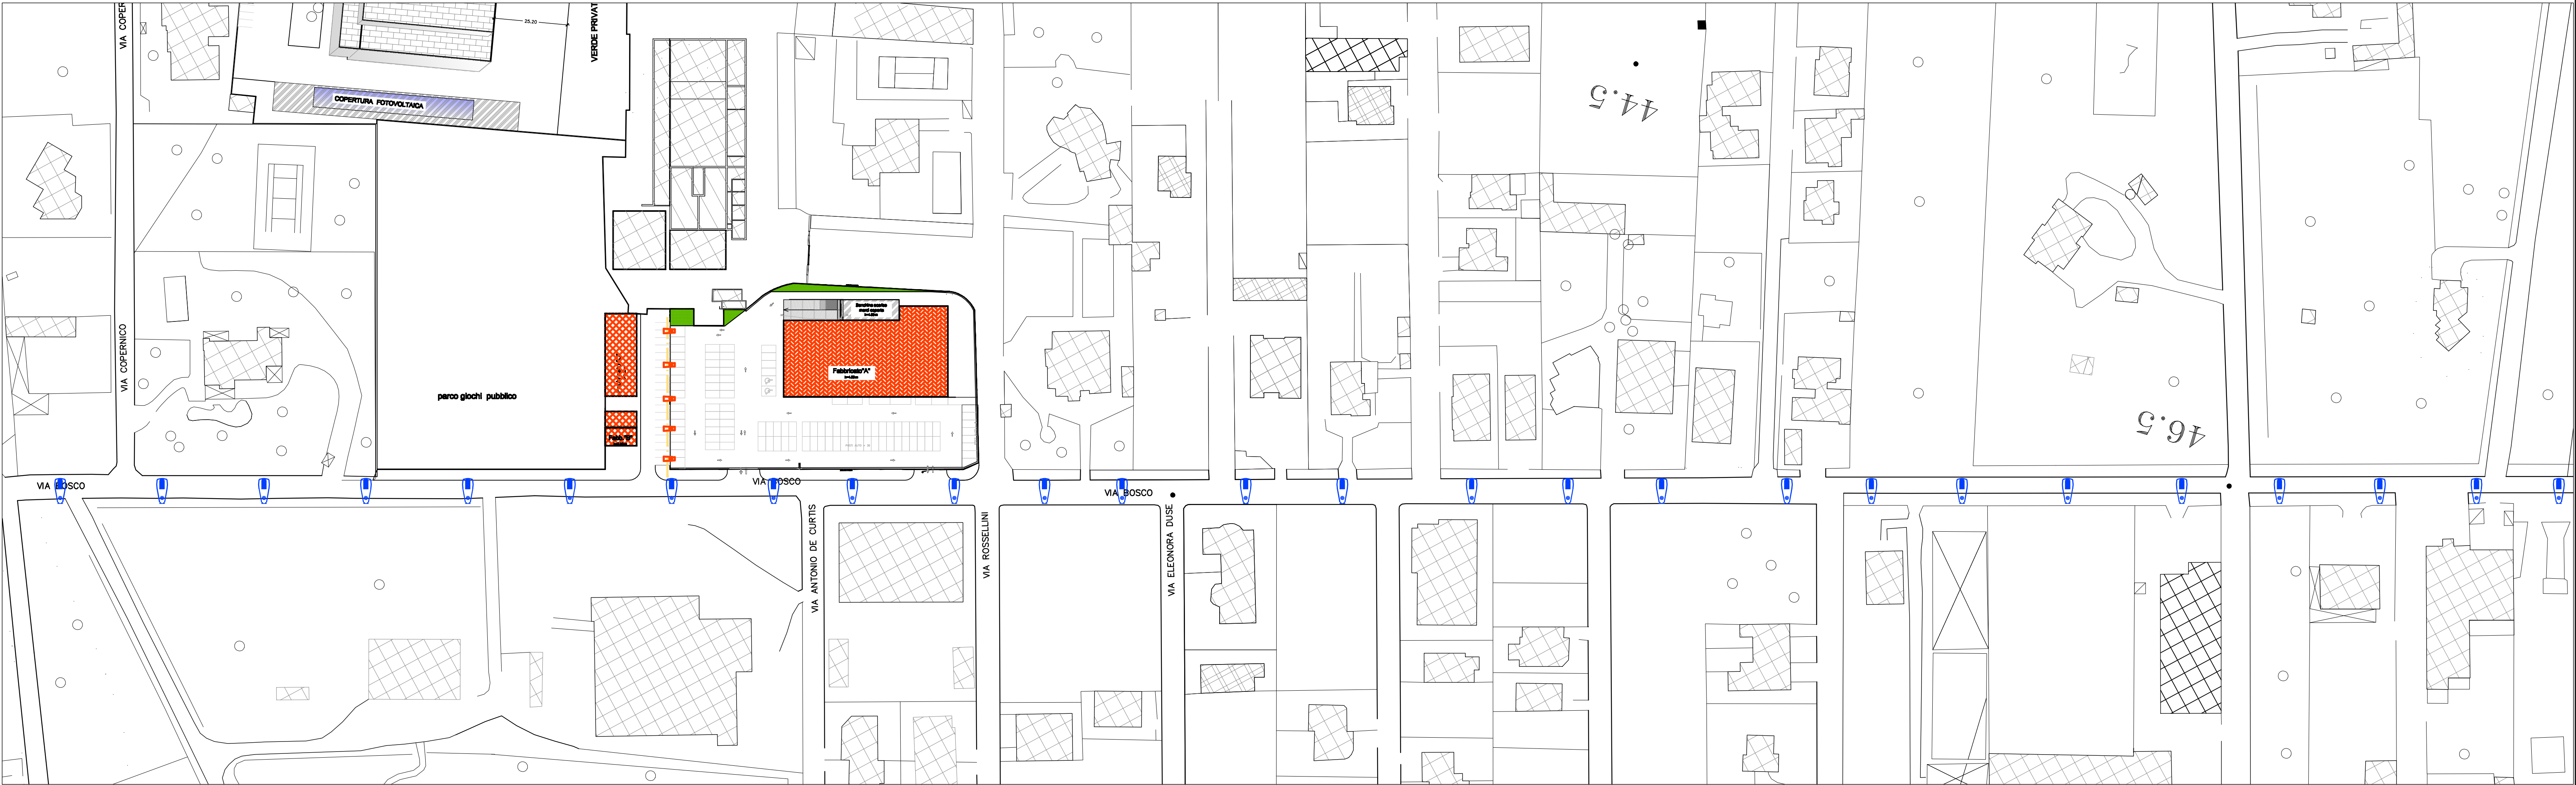 VIA COPER
25.20
VERDE PRIVAT
COPERTURA FOTOVOLTAICA
44.5
VIA COPERNICO
parco giochi pubblico
Fabbricato"A"
Fabb."B"
46.5
VIA BOSCO
VIA BOSCO
VIA BOSCO
VIA ANTONIO DE CURTIS
VIA ROSSELLINI
VIA ELEONORA DUSE